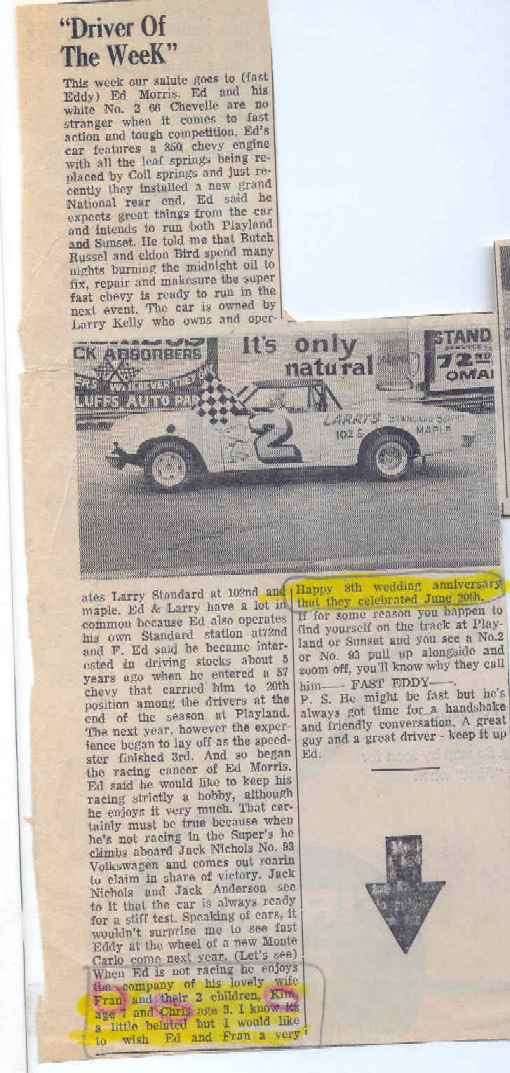 "Driver Of
The WeeK"
This week our salute goes to (fast
Eddy) Ed Morris. Ed and his
white No. 2 66 Chevelle are no
stranger when it comes to fast
action and tough competition. Ed's
car features a 350 chevy engine
with all the leaf springs being re-
placed by Coil springs and just re-
cently they installed a new grand
National rear end. Ed said he
expects great things from the car
and intends to run both Playland
and Sunset. He told me that Butch
Russel and eldon Bird spend many
nights burning the midnight oil to
fix, repair and makesure the super
fast chevy is ready to run in the
next event. The car is owned by
Larry Kelly who owns and oper-
CK ABSORBERS
It's only
natural
STAND
72ND
OMAH
BLUFFS AUTO PAR
2
LARRY'S STANDARD
102 & MAPLE
ates Larry Standard at 102nd and
maple. Ed & Larry have a lot in
common because Ed also operates
his own Standard station at72nd
and F. Ed said he became inter-
ested in driving stocks about 5
years ago when he entered a 57
chevy that carried him to 20th
position among the drivers at the
end of the season at Playland.
The next year, however the exper-
ience began to lay off as the speed-
ster finished 3rd. And so began
the racing cancer of Ed Morris.
Ed said he would like to keep his
racing strictly a hobby, although
he enjoys it very much. That cer-
tainly must be true because when
he's not racing in the Super's he
climbs aboard Jack Nichols No. 93
Volkswagen and comes out roarin
to claim in share of victory. Jack
Nichols and Jack Anderson see
to it that the car is always ready
for a stiff test. Speaking of cars, it
wouldn't surprise me to see fast
Eddy at the wheel of a new Monte
Carlo come next year. (Let's see)
When Ed is not racing he enjoys
the company of his lovely wife
Fran and their 2 children, Kim
age 7 and Chris age 3. I know its
a little belated but I would like
to wish Ed and Fran a very
Happy 8th wedding anniversary
that they celebrated June 20th.
If for some reason you happen to
find yourself on the track at Play-
land or Sunset and you see a No.2
or No. 93 pull up alongside and
zoom off, you'll know why they call
him—— FAST EDDY——.
P. S. He might be fast but he's
always got time for a handshake
and friendly conversation. A great
guy and a great driver - keep it up
Ed.